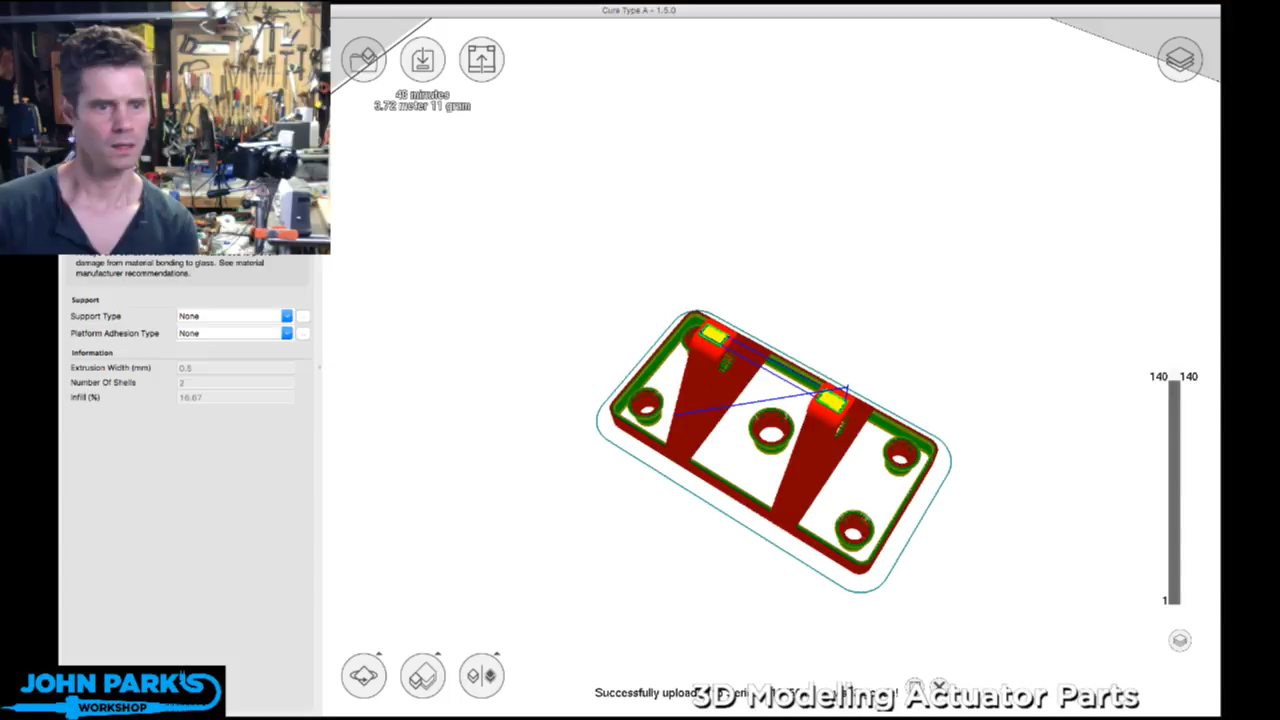 Cura Type A - 1.5.0
48 minutes
3.72 meter 11 gram
damage from material bonding to glass. See material
manufacturer recommendations.
Support
Support Type None
Platform Adhesion Type None
Information
Extrusion Width (mm) 0.5
Number Of Shells 2
Infill (%) 16.67
140 140
1
Successfully
3D Modeling Actuator Parts
JOHN PARK'S
WORKSHOP